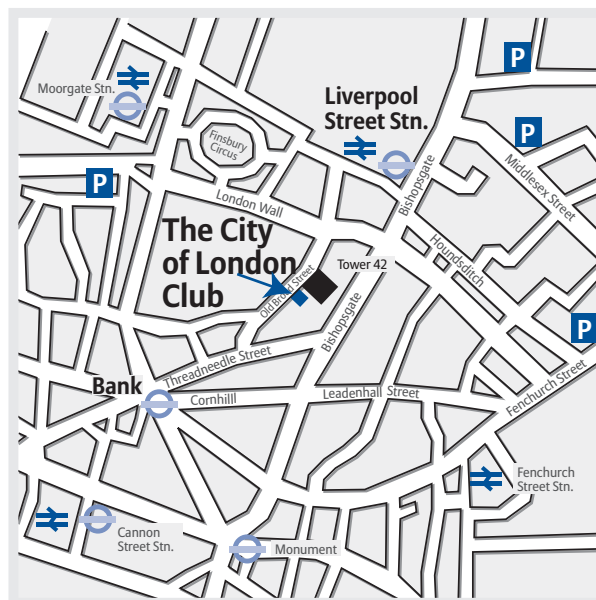 P
Moorgate Stn.
Liverpool
Street Stn.
P
Finsbury
Circus
Middlesex Street
P
Bishopsgate
London Wall
The City
of London
Club
Houndsditch
Tower 42
Old Broad Street
P
Bishopsgate
Threadneedle Street
Bank
Cornhilll
Leadenhall Street
Fenchurch Street
Fenchurch
Street Stn.
Cannon
Street Stn.
Monument